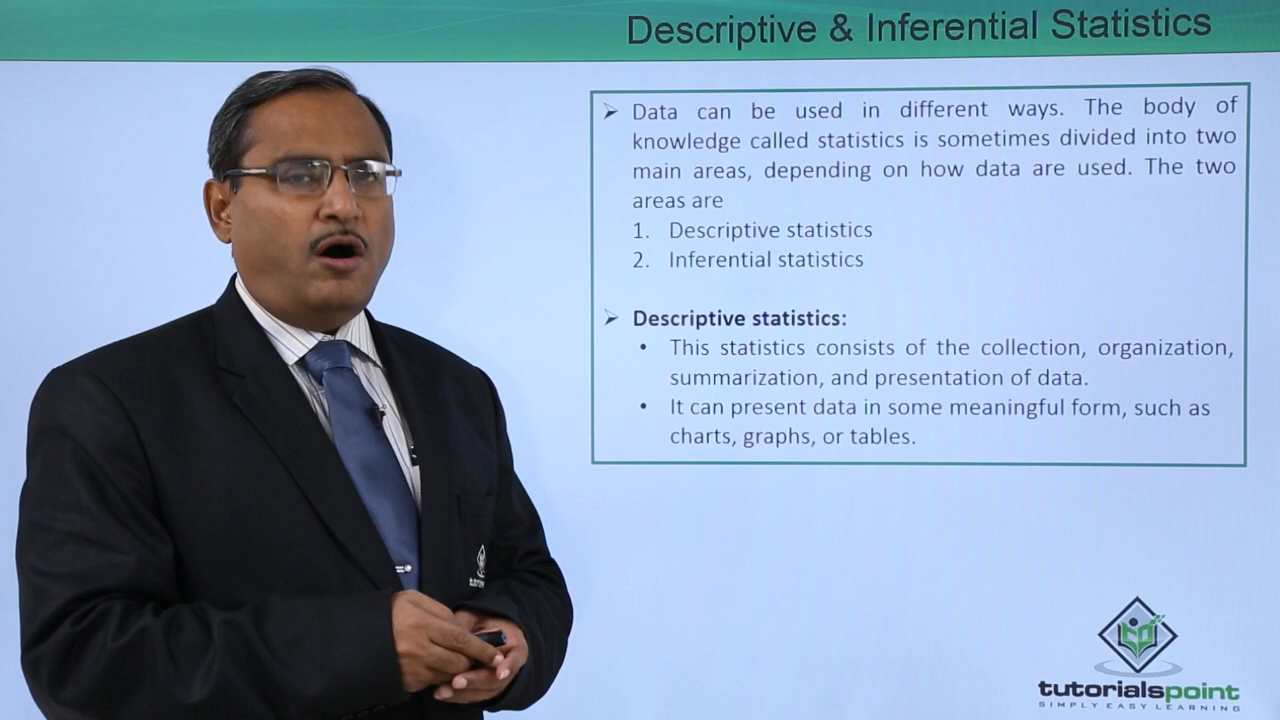 Descriptive & Inferential Statistics
➢ Data can be used in different ways. The body of
knowledge called statistics is sometimes divided into two
main areas, depending on how data are used. The two
areas are
1. Descriptive statistics
2. Inferential statistics
➢ Descriptive statistics:
• This statistics consists of the collection, organization,
summarization, and presentation of data.
• It can present data in some meaningful form, such as
charts, graphs, or tables.
tutorialspoint
SIMPLY EASY LEARNING